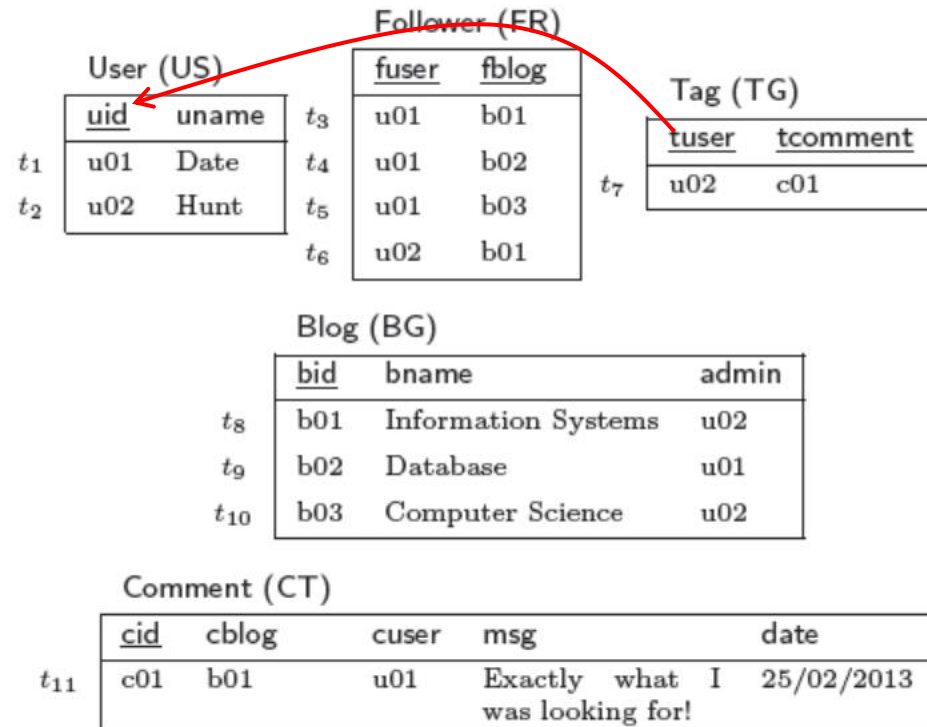 Follower (FR)
User (US)
Tag (TG)
fuser fblog
uid uname
tuser tcomment
t3 u01 b01
t1 u01 Date
t4 u01 b02
t7 u02 c01
t2 u02 Hunt
t5 u01 b03
t6 u02 b01
Blog (BG)
bid bname admin
t8 b01 Information Systems u02
t9 b02 Database u01
t10 b03 Computer Science u02
Comment (CT)
cid cblog cuser msg date
t11 c01 b01 u01 Exactly what I 25/02/2013
was looking for!